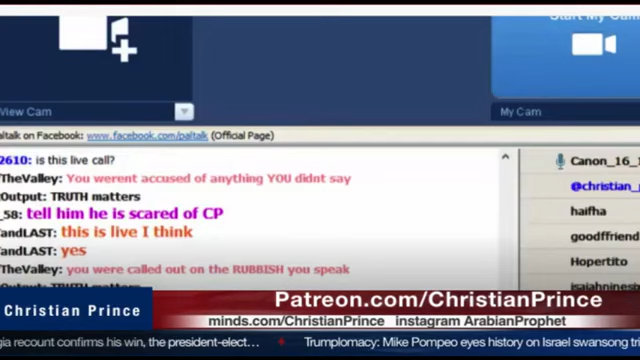 Start My Cam
View Cam
My Cam
altalk on Facebook: www.facebook.com/paltalk (Official Page)
2610: is this live call?
TheValley: You werent accused of anything YOU didnt say
Output: TRUTH matters
_58: tell him he is scared of CP
andLAST: this is live I think
andLAST: yes
TheValley: you were called out on the RUBBISH you speak
Canon_16_1
@christian_p
haifha
goodffriend
Hopertito
isaiahninesix
Christian Prince
Patreon.com/ChristianPrince
minds.com/ChristianPrince instagram ArabianProphet
gia recount confirms his win, the president-elect... Trumplomacy: Mike Pompeo eyes history on Israel swansong tri